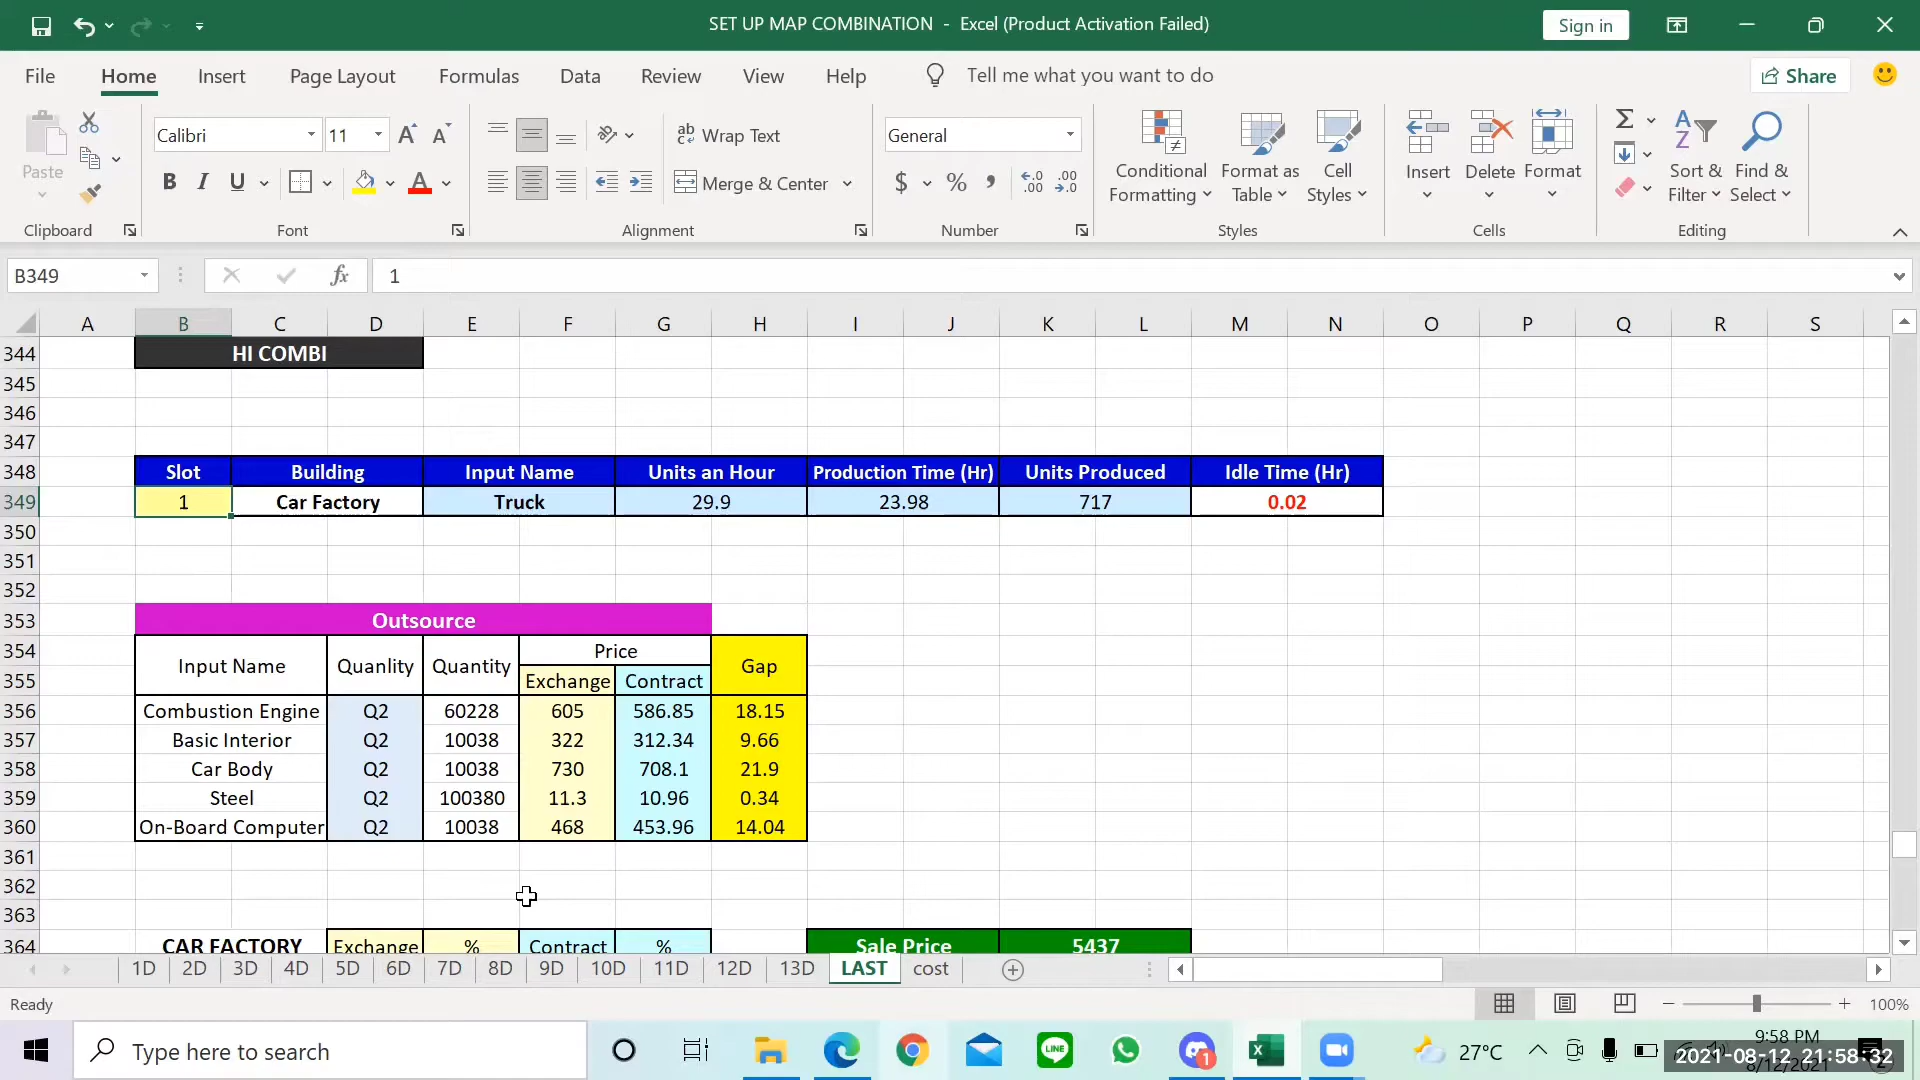 SET UP MAP COMBINATION - Excel (Product Activation Failed)
Sign in
File Home Insert Page Layout Formulas Data Review View Help Tell me what you want to do
Share
Paste
Clipboard
Calibri 11
B I U
Font
Wrap Text
Merge & Center
Alignment
General
$ % ,
Number
Conditional Formatting
Format as Table
Cell Styles
Styles
Insert Delete Format
Cells
Sort & Filter
Find & Select
Editing
B349 fx 1
A B C D E F G H I J K L M N O P Q R S
344 HI COMBI
345
346
347
348 Slot Building Input Name Units an Hour Production Time (Hr) Units Produced Idle Time (Hr)
349 1 Car Factory Truck 29.9 23.98 717 0.02
350
351
352
353 Outsource
354 Input Name Quanlity Quantity Price Gap
355 Exchange Contract
356 Combustion Engine Q2 60228 605 586.85 18.15
357 Basic Interior Q2 10038 322 312.34 9.66
358 Car Body Q2 10038 730 708.1 21.9
359 Steel Q2 100380 11.3 10.96 0.34
360 On-Board Computer Q2 10038 468 453.96 14.04
361
362
363
364 CAR FACTORY Exchange % Contract % Sale Price 5437
1D 2D 3D 4D 5D 6D 7D 8D 9D 10D 11D 12D 13D LAST cost
Ready
100%
Type here to search
LINE
1
27°C
9:58 PM
8/12/2021
2021-08-12 21:58:32